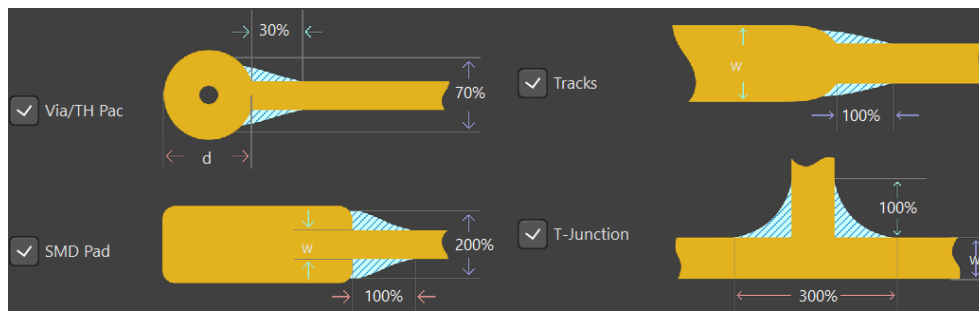 30%
Via/TH Pac
70%
d
SMD Pad
w
200%
100%
Tracks
w
100%
T-Junction
100%
w
300%